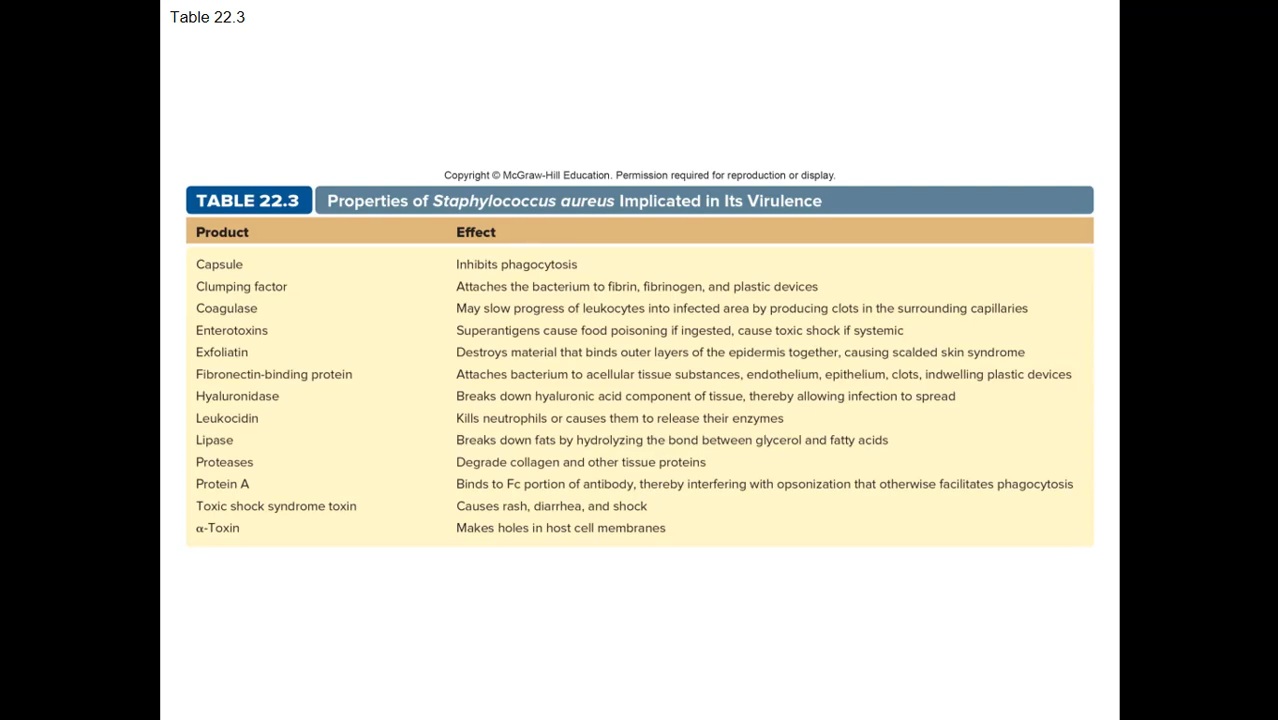 Table 22.3
Copyright © McGraw-Hill Education. Permission required for reproduction or display.
TABLE 22.3 Properties of Staphylococcus aureus Implicated in Its Virulence
Product Effect
Capsule Inhibits phagocytosis
Clumping factor Attaches the bacterium to fibrin, fibrinogen, and plastic devices
Coagulase May slow progress of leukocytes into infected area by producing clots in the surrounding capillaries
Enterotoxins Superantigens cause food poisoning if ingested, cause toxic shock if systemic
Exfoliatin Destroys material that binds outer layers of the epidermis together, causing scalded skin syndrome
Fibronectin-binding protein Attaches bacterium to acellular tissue substances, endothelium, epithelium, clots, indwelling plastic devices
Hyaluronidase Breaks down hyaluronic acid component of tissue, thereby allowing infection to spread
Leukocidin Kills neutrophils or causes them to release their enzymes
Lipase Breaks down fats by hydrolyzing the bond between glycerol and fatty acids
Proteases Degrade collagen and other tissue proteins
Protein A Binds to Fc portion of antibody, thereby interfering with opsonization that otherwise facilitates phagocytosis
Toxic shock syndrome toxin Causes rash, diarrhea, and shock
α-Toxin Makes holes in host cell membranes